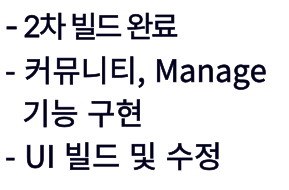 - 2차 빌드 완료
- 커뮤니티, Manage
기능 구현
- UI 빌드 및 수정